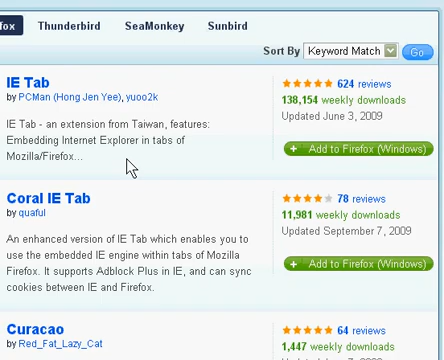 fox Thunderbird SeaMonkey Sunbird
Sort By Keyword Match Go
IE Tab
by PCMan (Hong Jen Yee), yuoo2k
IE Tab - an extension from Taiwan, features:
Embedding Internet Explorer in tabs of
Mozilla/Firefox...
624 reviews
138,154 weekly downloads
Updated June 3, 2009
+ Add to Firefox (Windows)
Coral IE Tab
by quaful
An enhanced version of IE Tab which enables you to
use the embedded IE engine within tabs of Mozilla
Firefox. It supports Adblock Plus in IE, and can sync
cookies between IE and Firefox.
78 reviews
11,981 weekly downloads
Updated September 7, 2009
+ Add to Firefox (Windows)
Curacao
by Red_Fat_Lazy_Cat
64 reviews
1,447 weekly downloads